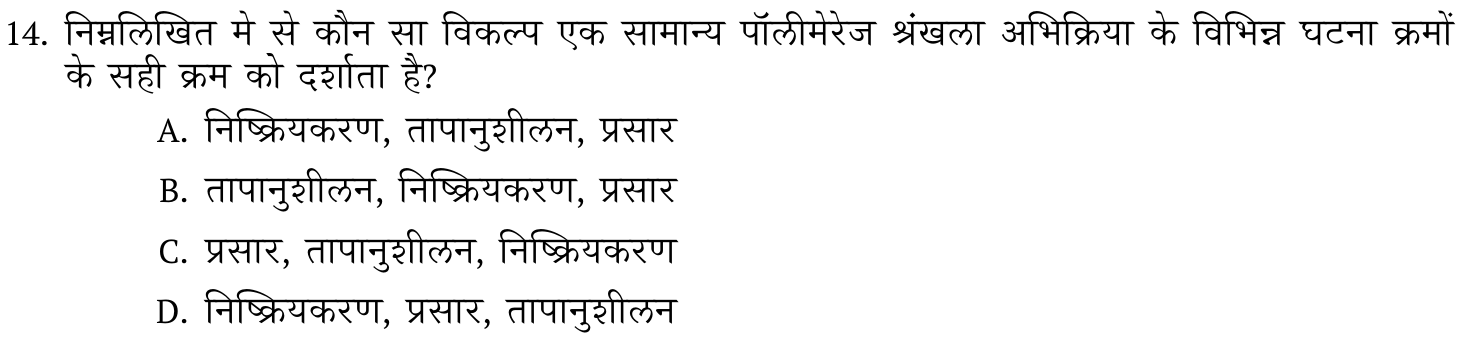 14. निम्नलिखित मे से कौन सा विकल्प एक सामान्य पॉलीमेरेज श्रंखला अभिक्रिया के विभिन्न घटना क्रमों
के सही क्रम को दर्शाता है?
A. निष्क्रियकरण, तापानुशीलन, प्रसार
B. तापानुशीलन, निष्क्रियकरण, प्रसार
C. प्रसार, तापानुशीलन, निष्क्रियकरण
D. निष्क्रियकरण, प्रसार, तापानुशीलन